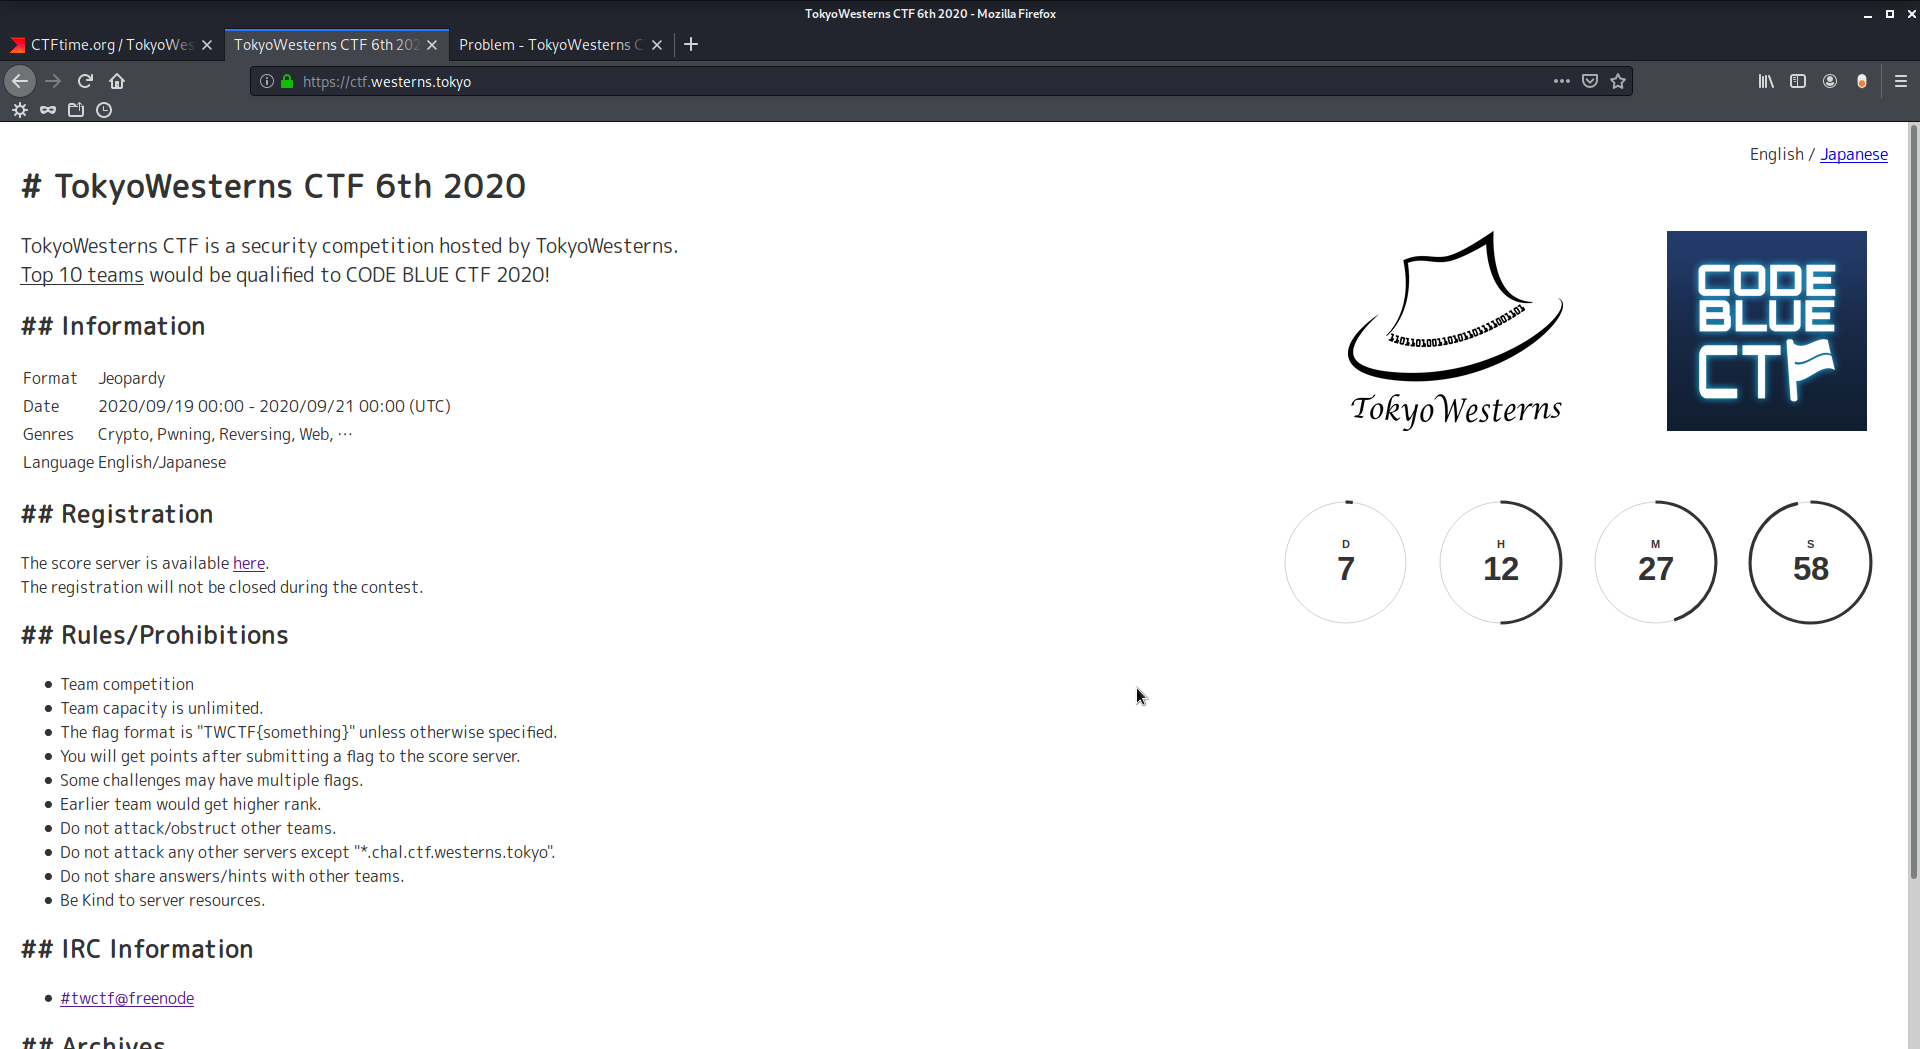 TokyoWesterns CTF 6th 2020 - Mozilla Firefox
CTFtime.org / TokyoWes
TokyoWesterns CTF 6th 202
Problem - TokyoWesterns C
https://ctf.westerns.tokyo
English / Japanese
# TokyoWesterns CTF 6th 2020
TokyoWesterns CTF is a security competition hosted by TokyoWesterns.
Top 10 teams would be qualified to CODE BLUE CTF 2020!
TokyoWesterns
CODE
BLUE
CTF
## Information
Format Jeopardy
Date 2020/09/19 00:00 - 2020/09/21 00:00 (UTC)
Genres Crypto, Pwning, Reversing, Web, ⋯
Language English/Japanese
D
7
H
12
M
27
S
58
## Registration
The score server is available here.
The registration will not be closed during the contest.
## Rules/Prohibitions
• Team competition
• Team capacity is unlimited.
• The flag format is "TWCTF{something}" unless otherwise specified.
• You will get points after submitting a flag to the score server.
• Some challenges may have multiple flags.
• Earlier team would get higher rank.
• Do not attack/obstruct other teams.
• Do not attack any other servers except "*.chal.ctf.westerns.tokyo".
• Do not share answers/hints with other teams.
• Be Kind to server resources.
## IRC Information
• #twctf@freenode
## Archives